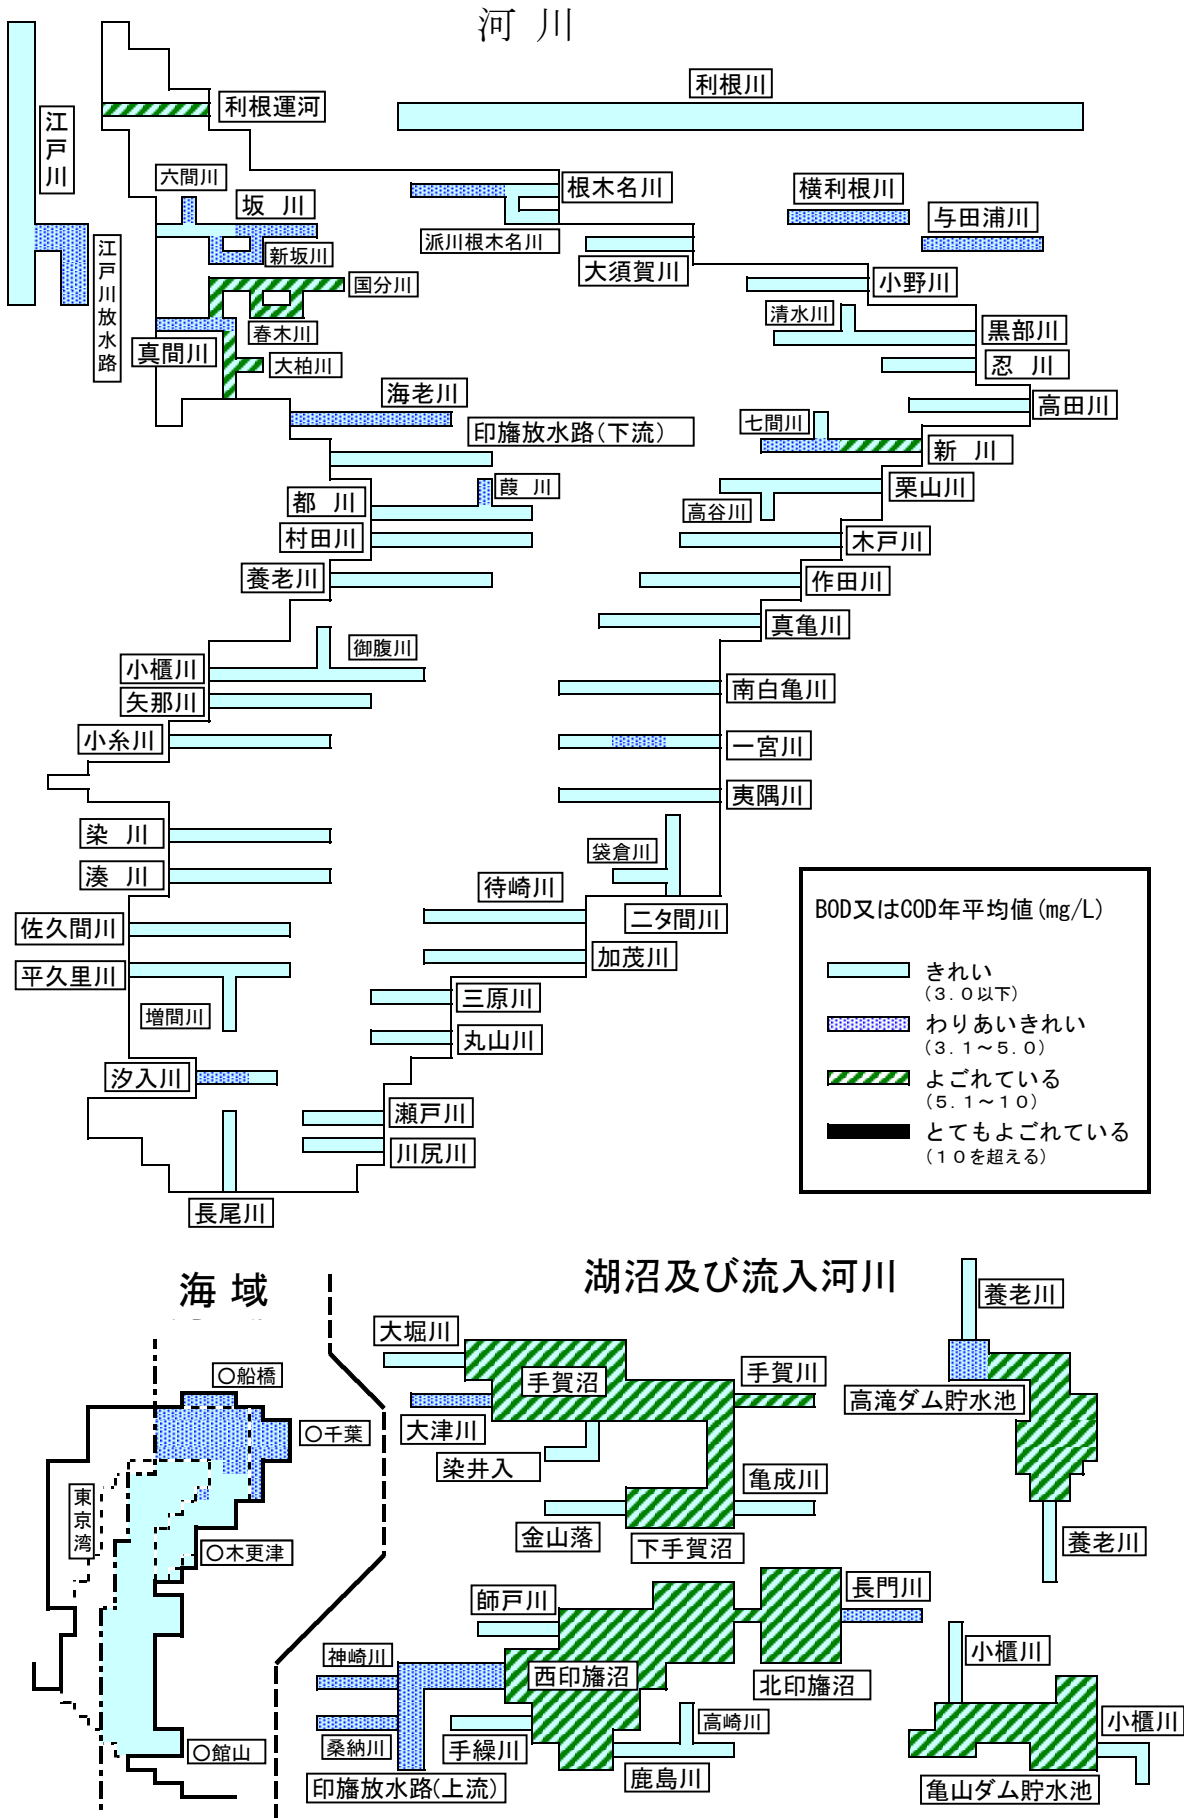 河 川
利根川
利根運河
江戸川
六間川
坂 川
根木名川
横利根川
与田浦川
江戸川放水路
新坂川
派川根木名川
大須賀川
国分川
小野川
清水川
黒部川
春木川
真間川
大柏川
忍 川
海老川
高田川
印旛放水路(下流)
七間川
新 川
都 川
葭 川
栗山川
高谷川
村田川
木戸川
養老川
作田川
真亀川
御腹川
小櫃川
矢那川
南白亀川
小糸川
一宮川
夷隅川
染 川
袋倉川
湊 川
待崎川
二タ間川
佐久間川
加茂川
平久里川
三原川
増間川
丸山川
汐入川
瀬戸川
川尻川
長尾川
BOD又はCOD年平均値(mg/L)
きれい
(3.0以下)
わりあいきれい
(3.1～5.0)
よごれている
(5.1～10)
とてもよごれている
(10を超える)
海 域
○船橋
○千葉
東京湾
○木更津
○館山
湖沼及び流入河川
大堀川
手賀沼
手賀川
大津川
染井入
亀成川
金山落
下手賀沼
養老川
高滝ダム貯水池
養老川
師戸川
長門川
神崎川
西印旛沼
北印旛沼
桑納川
手繰川
高崎川
鹿島川
印旛放水路(上流)
小櫃川
小櫃川
亀山ダム貯水池